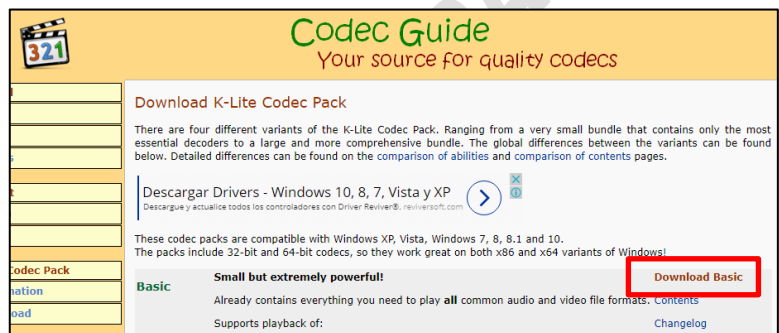 321
Codec Guide
Your source for quality codecs
Download K-Lite Codec Pack
There are four different variants of the K-Lite Codec Pack. Ranging from a very small bundle that contains only the most
essential decoders to a large and more comprehensive bundle. The global differences between the variants can be found
below. Detailed differences can be found on the comparison of abilities and comparison of contents pages.
Descargar Drivers - Windows 10, 8, 7, Vista y XP
Descargue y actualice todos los controladores con Driver Reviver®. reviversoft.com
These codec packs are compatible with Windows XP, Vista, Windows 7, 8, 8.1 and 10.
The packs include 32-bit and 64-bit codecs, so they work great on both x86 and x64 variants of Windows!
Codec Pack
Basic
Small but extremely powerful!
Download Basic
Already contains everything you need to play all common audio and video file formats.
Contents
Supports playback of:
Changelog